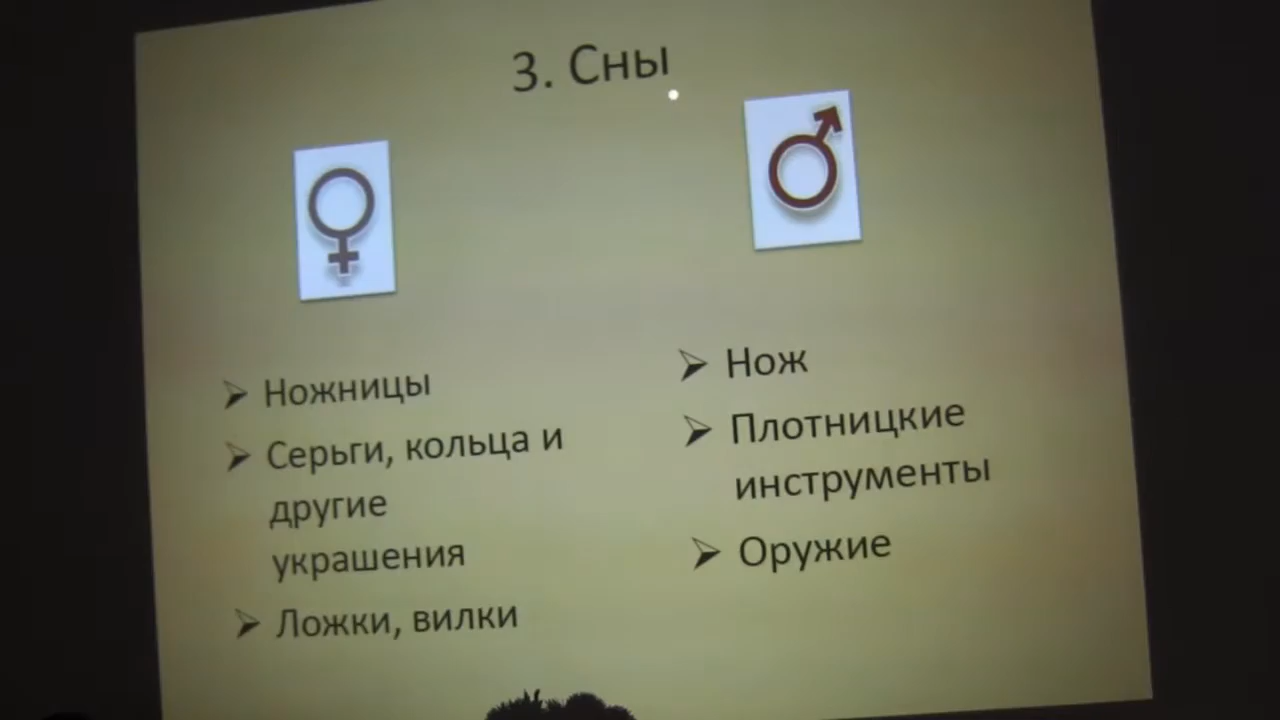 3. Сны
Ножницы
Серьги, кольца и
другие
украшения
Ложки, вилки
Нож
Плотницкие
инструменты
Оружие